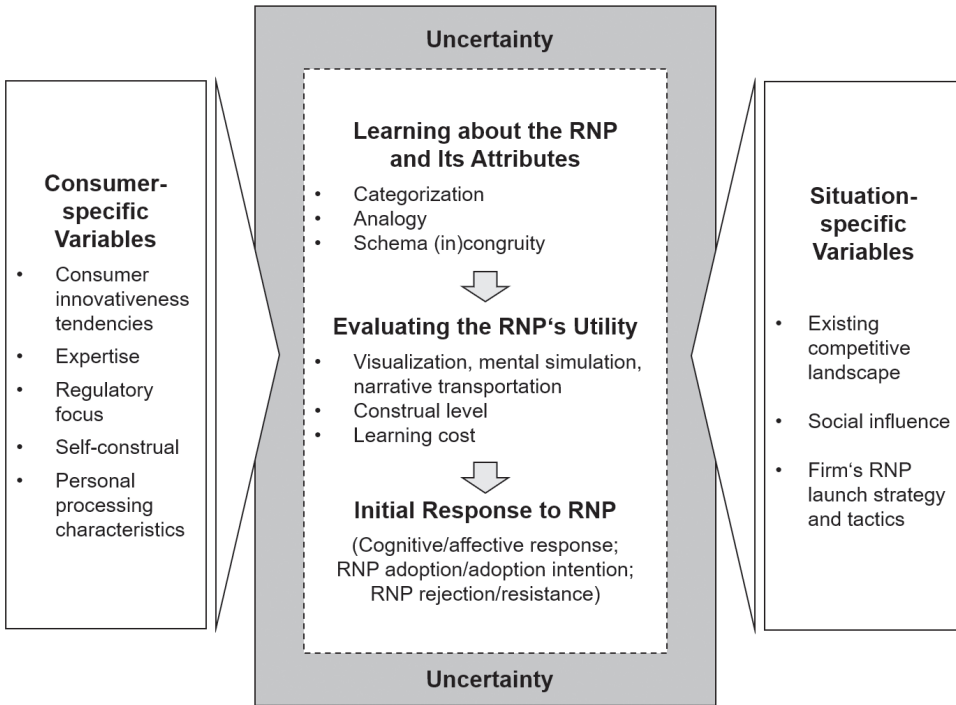 Uncertainty
Consumer-
specific
Variables
• Consumer
innovativeness
tendencies
• Expertise
• Regulatory
focus
• Self-construal
• Personal
processing
characteristics
Learning about the RNP
and Its Attributes
• Categorization
• Analogy
• Schema (in)congruity
Evaluating the RNP‘s Utility
• Visualization, mental simulation,
narrative transportation
• Construal level
• Learning cost
Initial Response to RNP
(Cognitive/affective response;
RNP adoption/adoption intention;
RNP rejection/resistance)
Situation-
specific
Variables
• Existing
competitive
landscape
• Social influence
• Firm‘s RNP
launch strategy
and tactics
Uncertainty